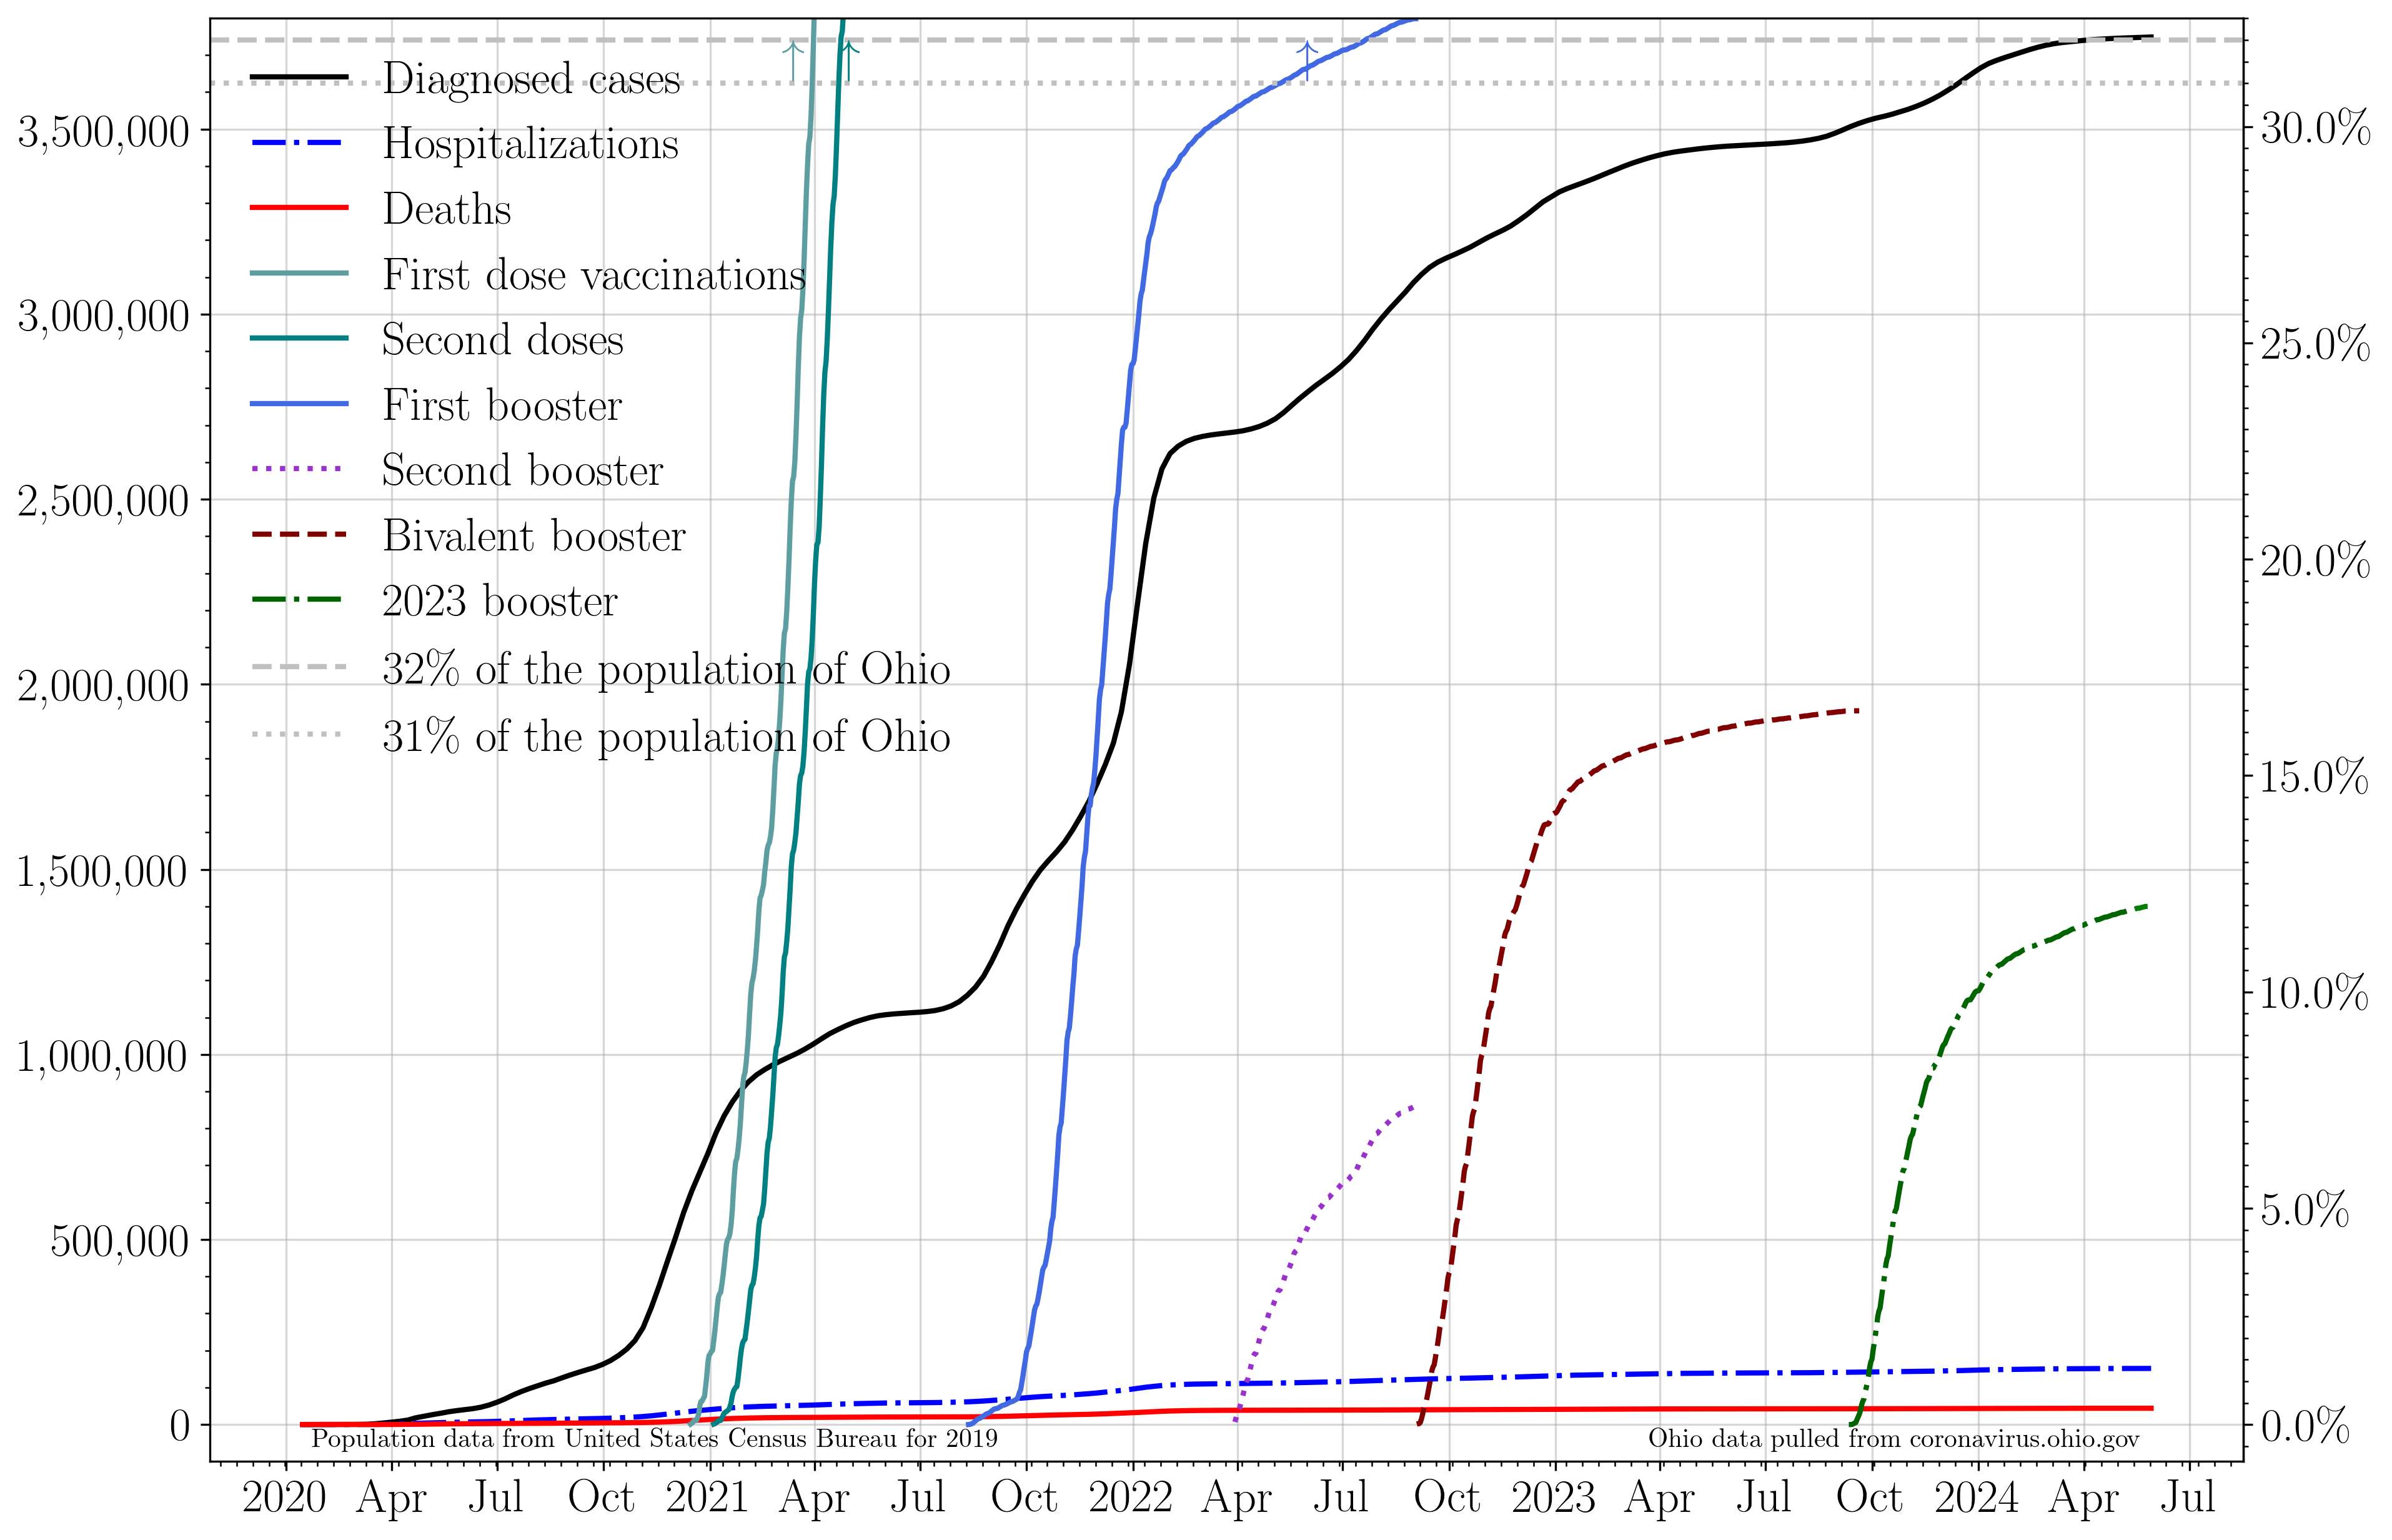 Diagnosed cases
Hospitalizations
Deaths
First dose vaccinations
Second doses
First booster
Second booster
Bivalent booster
2023 booster
32% of the population of Ohio
31% of the population of Ohio
3,500,000
3,000,000
2,500,000
2,000,000
1,500,000
1,000,000
500,000
0
30.0%
25.0%
20.0%
15.0%
10.0%
5.0%
0.0%
Population data from United States Census Bureau for 2019
Ohio data pulled from coronavirus.ohio.gov
2020 Apr Jul Oct 2021 Apr Jul Oct 2022 Apr Jul Oct 2023 Apr Jul Oct 2024 Apr Jul